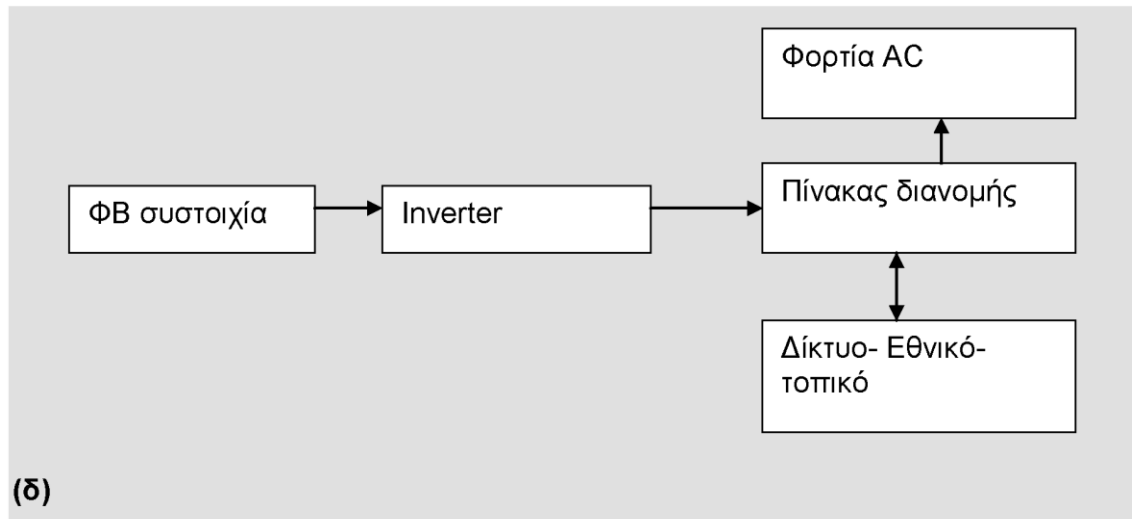 Φορτία AC
ΦΒ συστοιχία
Inverter
Πίνακας διανομής
Δίκτυο- Εθνικό-
τοπικό
(δ)